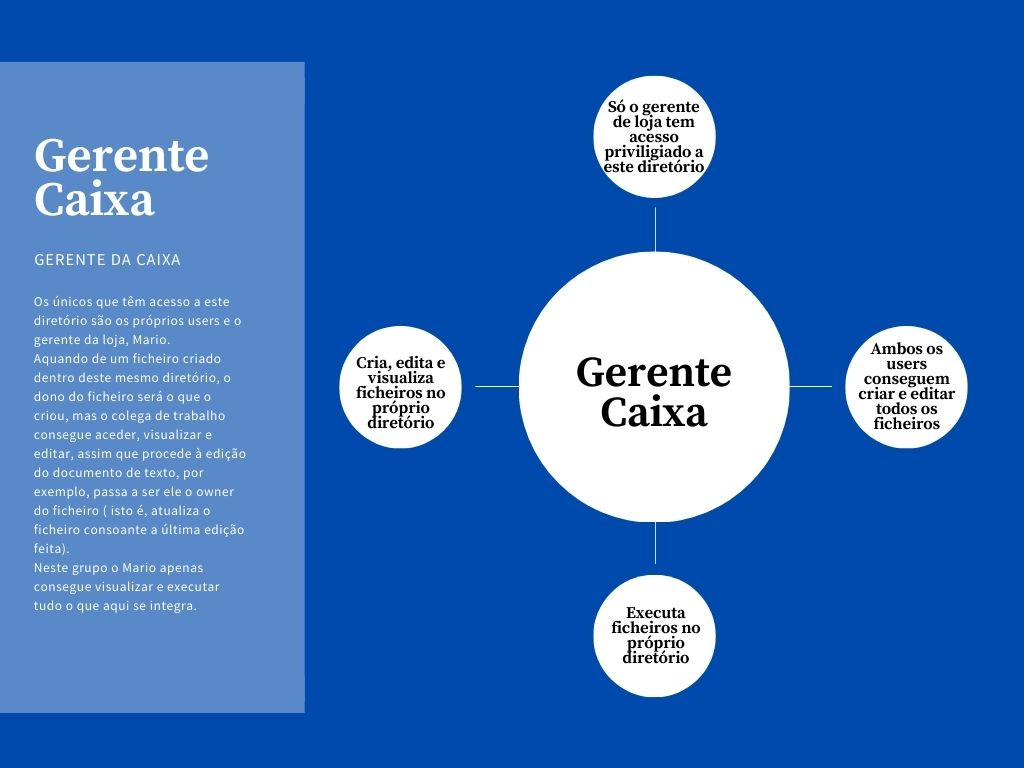 Gerente
Caixa
GERENTE DA CAIXA
Os únicos que têm acesso a este
diretório são os próprios users e o
gerente da loja, Mario.
Aquando de um ficheiro criado
dentro deste mesmo diretório, o
dono do ficheiro será o que o
criou, mas o colega de trabalho
consegue aceder, visualizar e
editar, assim que procede à edição
do documento de texto, por
exemplo, passa a ser ele o owner
do ficheiro ( isto é, atualiza o
ficheiro consoante a última edição
feita).
Neste grupo o Mario apenas
consegue visualizar e executar
tudo o que aqui se integra.
Só o gerente
de loja tem
acesso
priviligiado a
este diretório
Cria, edita e
visualiza
ficheiros no
próprio
diretório
Gerente
Caixa
Ambos os
users
conseguem
criar e editar
todos os
ficheiros
Executa
ficheiros no
próprio
diretório